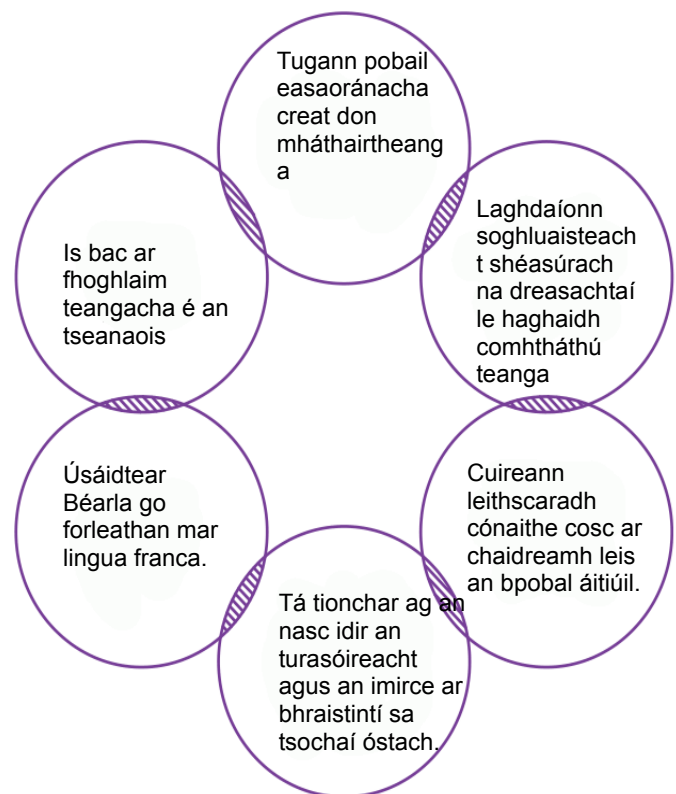 Tugann pobail
easaoránacha
creat don
mháthairtheang
a
Laghdaíonn
soghluaisteach
t shéasúrach
na dreasachtaí
le haghaidh
comhtháthú
teanga
Cuireann
leithscaradh
cónaithe cosc ar
chaidreamh leis
an bpobal áitiúil.
Tá tionchar ag an
nasc idir an
turasóireacht
agus an imirce ar
bhraistintí sa
tsochaí óstach.
Úsáidtear
Béarla go
forleathan mar
lingua franca.
Is bac ar
fhoghlaim
teangacha é an
tseanaois